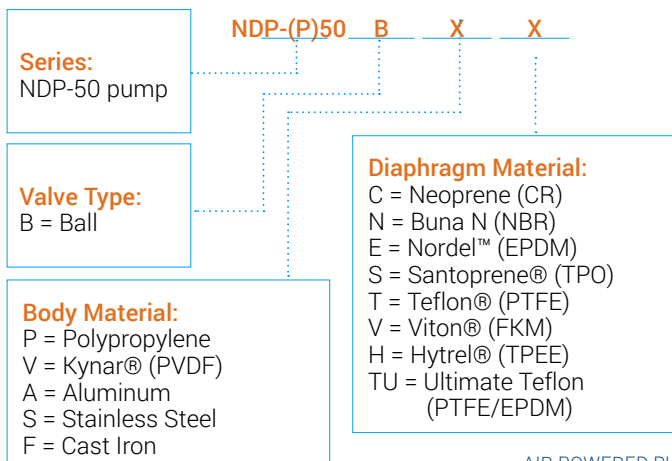 NDP-(P)50 B X X
Series:
NDP-50 pump
Valve Type:
B = Ball
Body Material:
P = Polypropylene
V = Kynar® (PVDF)
A = Aluminum
S = Stainless Steel
F = Cast Iron
Diaphragm Material:
C = Neoprene (CR)
N = Buna N (NBR)
E = Nordel™ (EPDM)
S = Santoprene® (TPO)
T = Teflon® (PTFE)
V = Viton® (FKM)
H = Hytrel® (TPEE)
TU = Ultimate Teflon
(PTFE/EPDM)
AIR POWERED